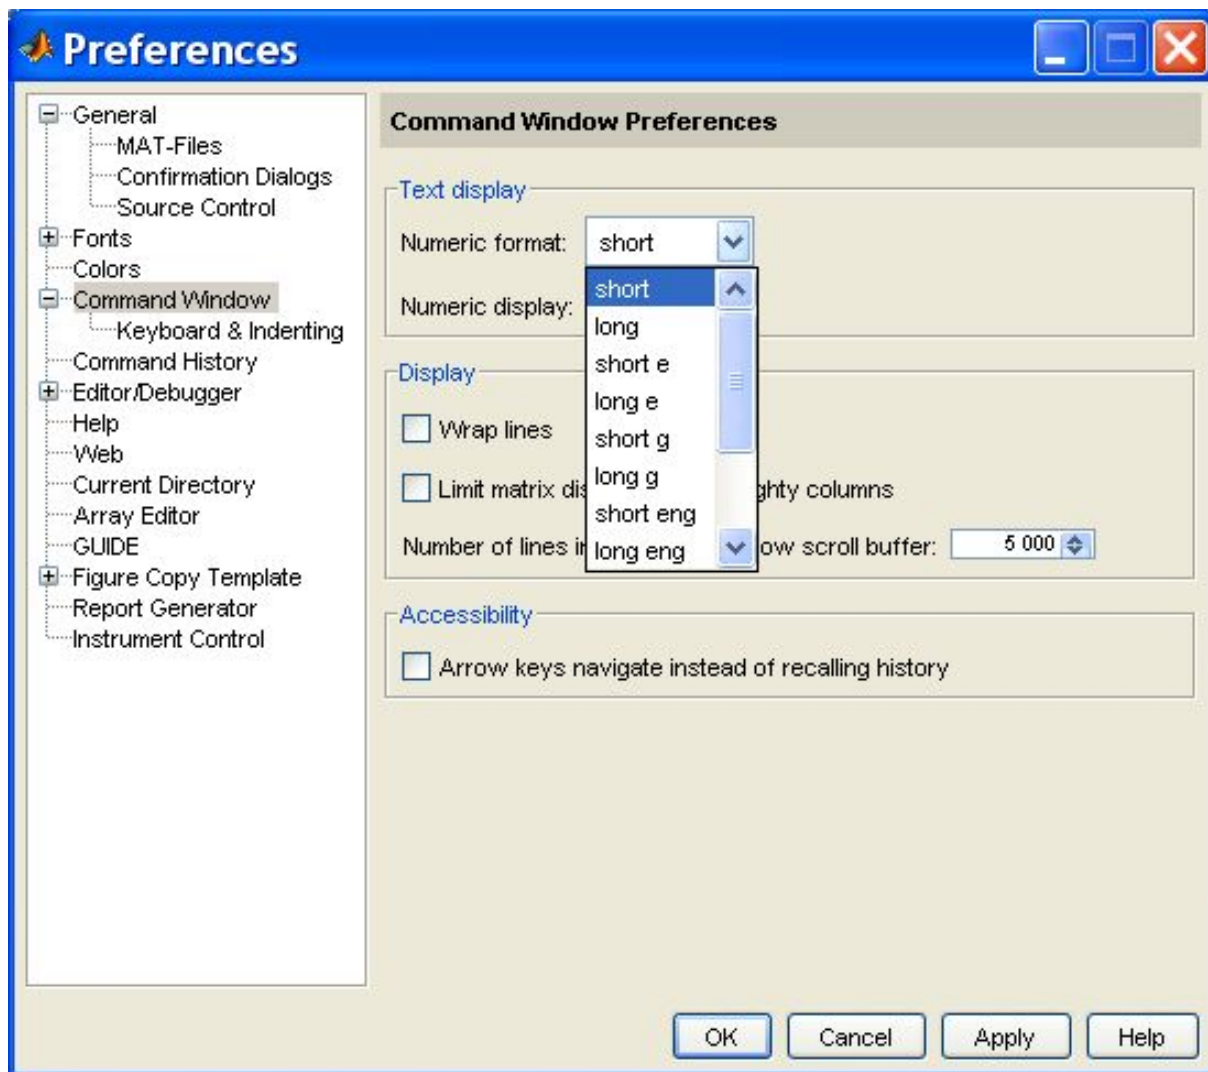 Preferences
General
MAT-Files
Confirmation Dialogs
Source Control
Fonts
Colors
Command Window
Keyboard & Indenting
Command History
Editor/Debugger
Help
Web
Current Directory
Array Editor
GUIDE
Figure Copy Template
Report Generator
Instrument Control
Command Window Preferences
Text display
Numeric format: short
short
long
short e
long e
short g
long g
short eng
long eng
Numeric display:
Display
Wrap lines
Limit matrix dis ghty columns
Number of lines in ow scroll buffer: 5 000
Accessibility
Arrow keys navigate instead of recalling history
OK Cancel Apply Help